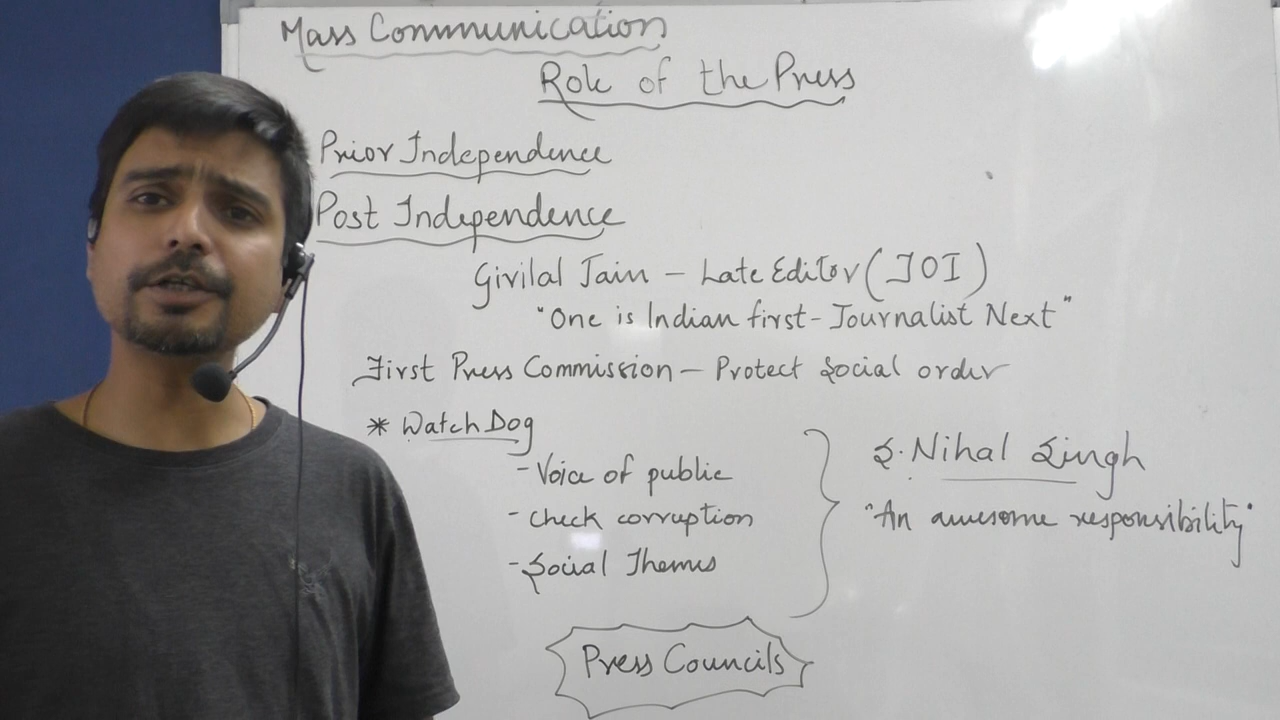 Mass Communication
Role of the Press
Prior Independence
Post Independence
Girilal Jain – Late Editor (TOI)
"One is Indian first - Journalist Next"
First Press Commission – Protect Social order
* Watch Dog
- Voice of public
- Check corruption
- Social Themes
S. Nihal Singh
"An awesome responsibility"
Press Councils